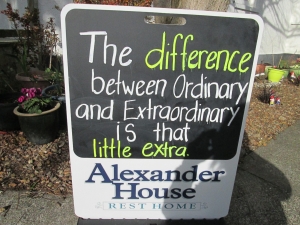 The difference
between Ordinary
and Extraordinary
is that
little extra.
Alexander
House
REST HOME